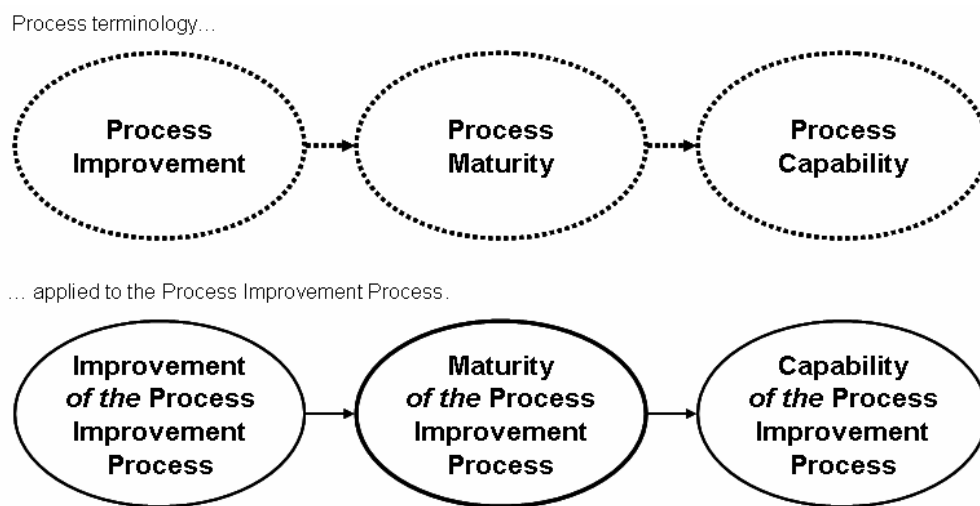 Process terminology...
Process
Improvement
Process
Maturity
Process
Capability
... applied to the Process Improvement Process.
Improvement
of the Process
Improvement
Process
Maturity
of the Process
Improvement
Process
Capability
of the Process
Improvement
Process